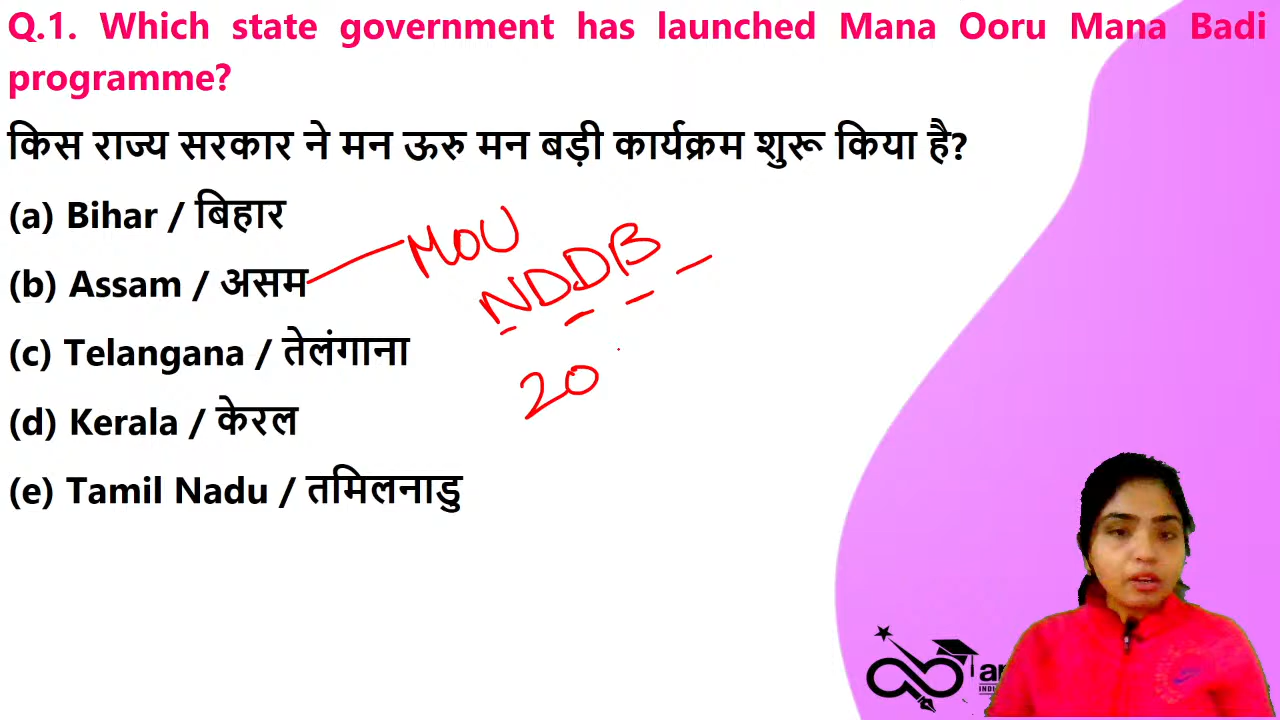 Q.1. Which state government has launched Mana Ooru Mana Badi
programme?
किस राज्य सरकार ने मन ऊरु मन बड़ी कार्यक्रम शुरू किया है?
(a) Bihar / बिहार
(b) Assam / असम
MOU
NDDB
(c) Telangana / तेलंगाना
20
(d) Kerala / केरल
(e) Tamil Nadu / तमिलनाडु